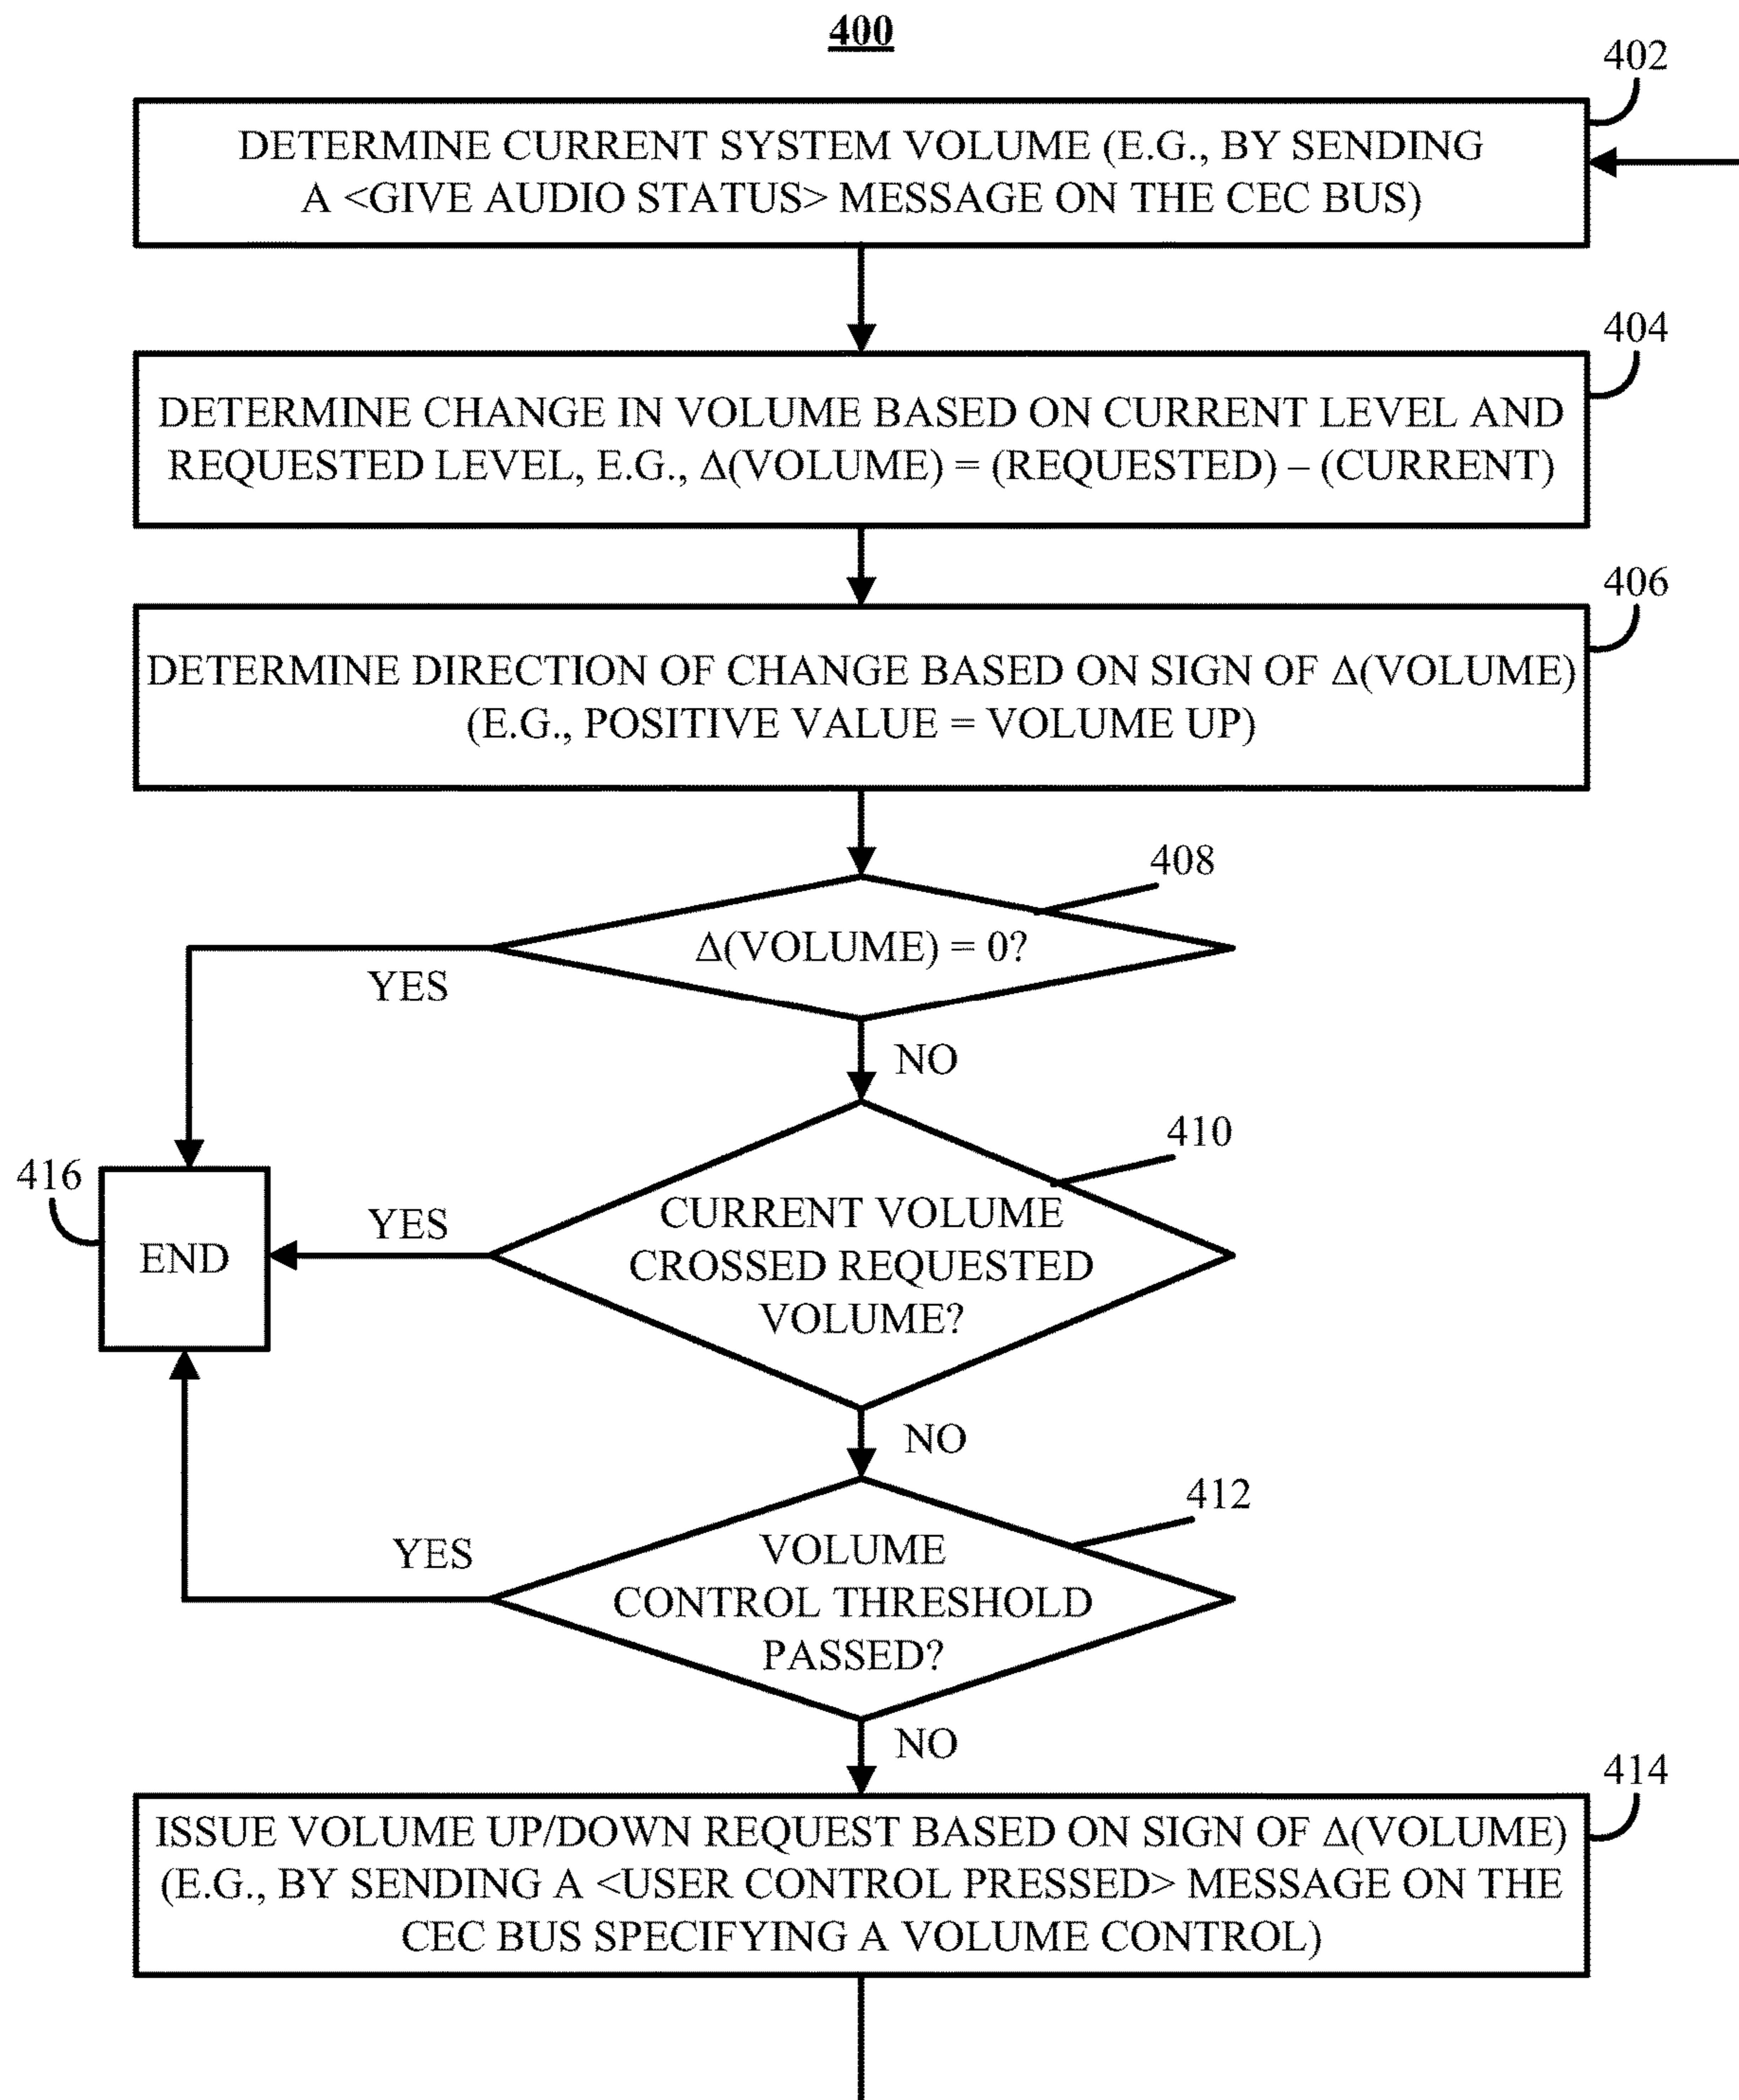 400
402
DETERMINE CURRENT SYSTEM VOLUME (E.G., BY SENDING
A <GIVE AUDIO STATUS> MESSAGE ON THE CEC BUS)
404
DETERMINE CHANGE IN VOLUME BASED ON CURRENT LEVEL AND
REQUESTED LEVEL, E.G., Δ(VOLUME) = (REQUESTED) – (CURRENT)
406
DETERMINE DIRECTION OF CHANGE BASED ON SIGN OF Δ(VOLUME)
(E.G., POSITIVE VALUE = VOLUME UP)
408
Δ(VOLUME) = 0?
YES
NO
410
416
CURRENT VOLUME
CROSSED REQUESTED
VOLUME?
YES
END
NO
412
VOLUME
CONTROL THRESHOLD
PASSED?
YES
NO
414
ISSUE VOLUME UP/DOWN REQUEST BASED ON SIGN OF Δ(VOLUME)
(E.G., BY SENDING A <USER CONTROL PRESSED> MESSAGE ON THE
CEC BUS SPECIFYING A VOLUME CONTROL)